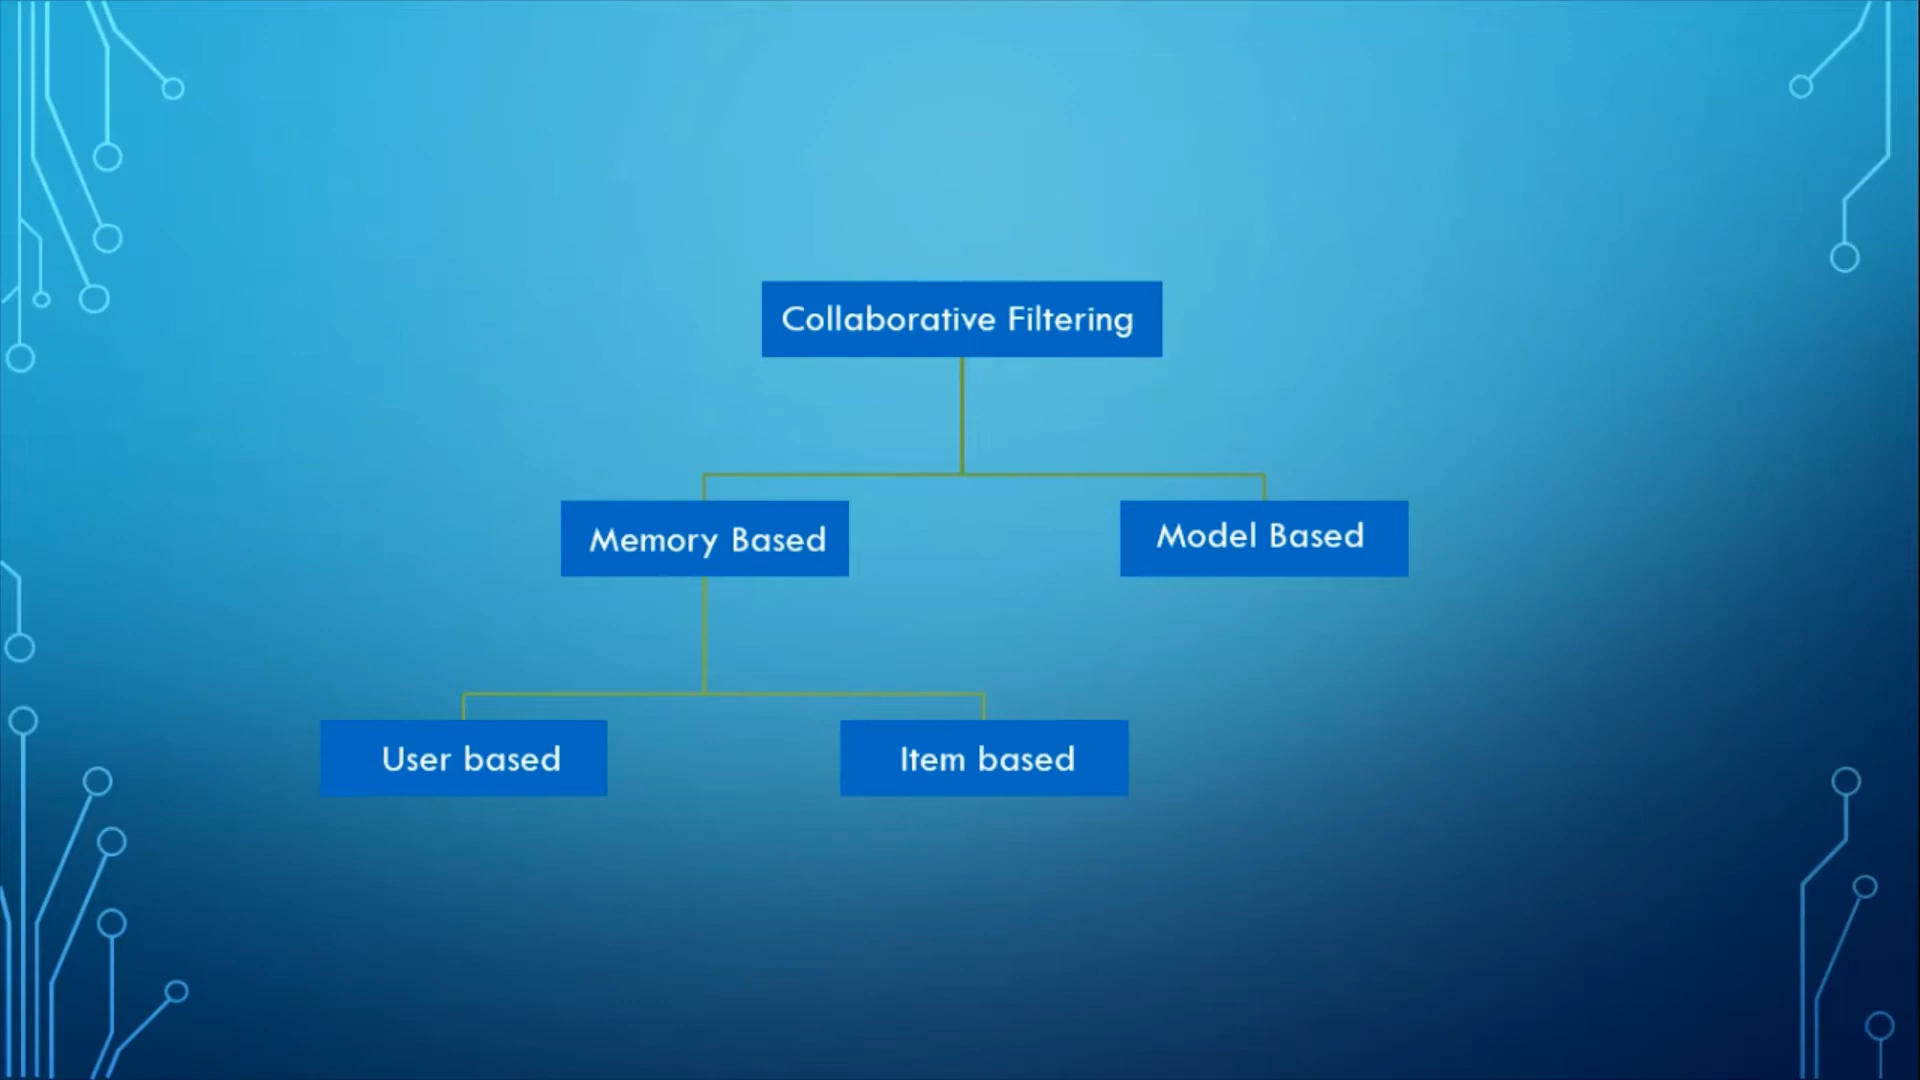 Collaborative Filtering
Memory Based
Model Based
User based
Item based